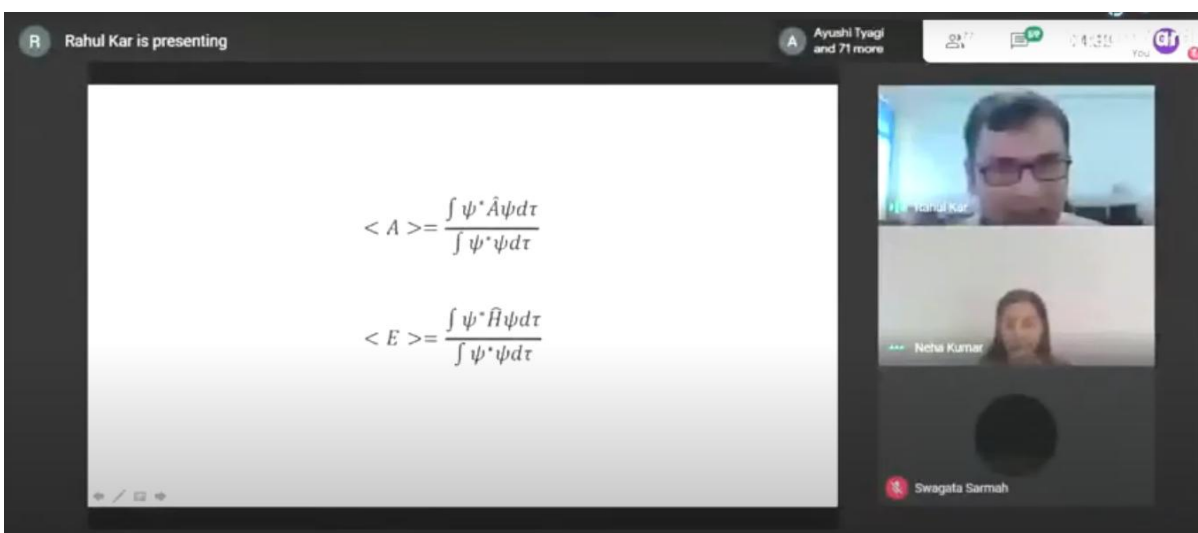 R Rahul Kar is presenting
A Ayushi Tyagi
and 71 more
You
< A >= ∫ ψ*Âψdτ / ∫ ψ*ψdτ
< E >= ∫ ψ*Ĥψdτ / ∫ ψ*ψdτ
Rahul Kar
Neha Kumar
Swagata Sarmah